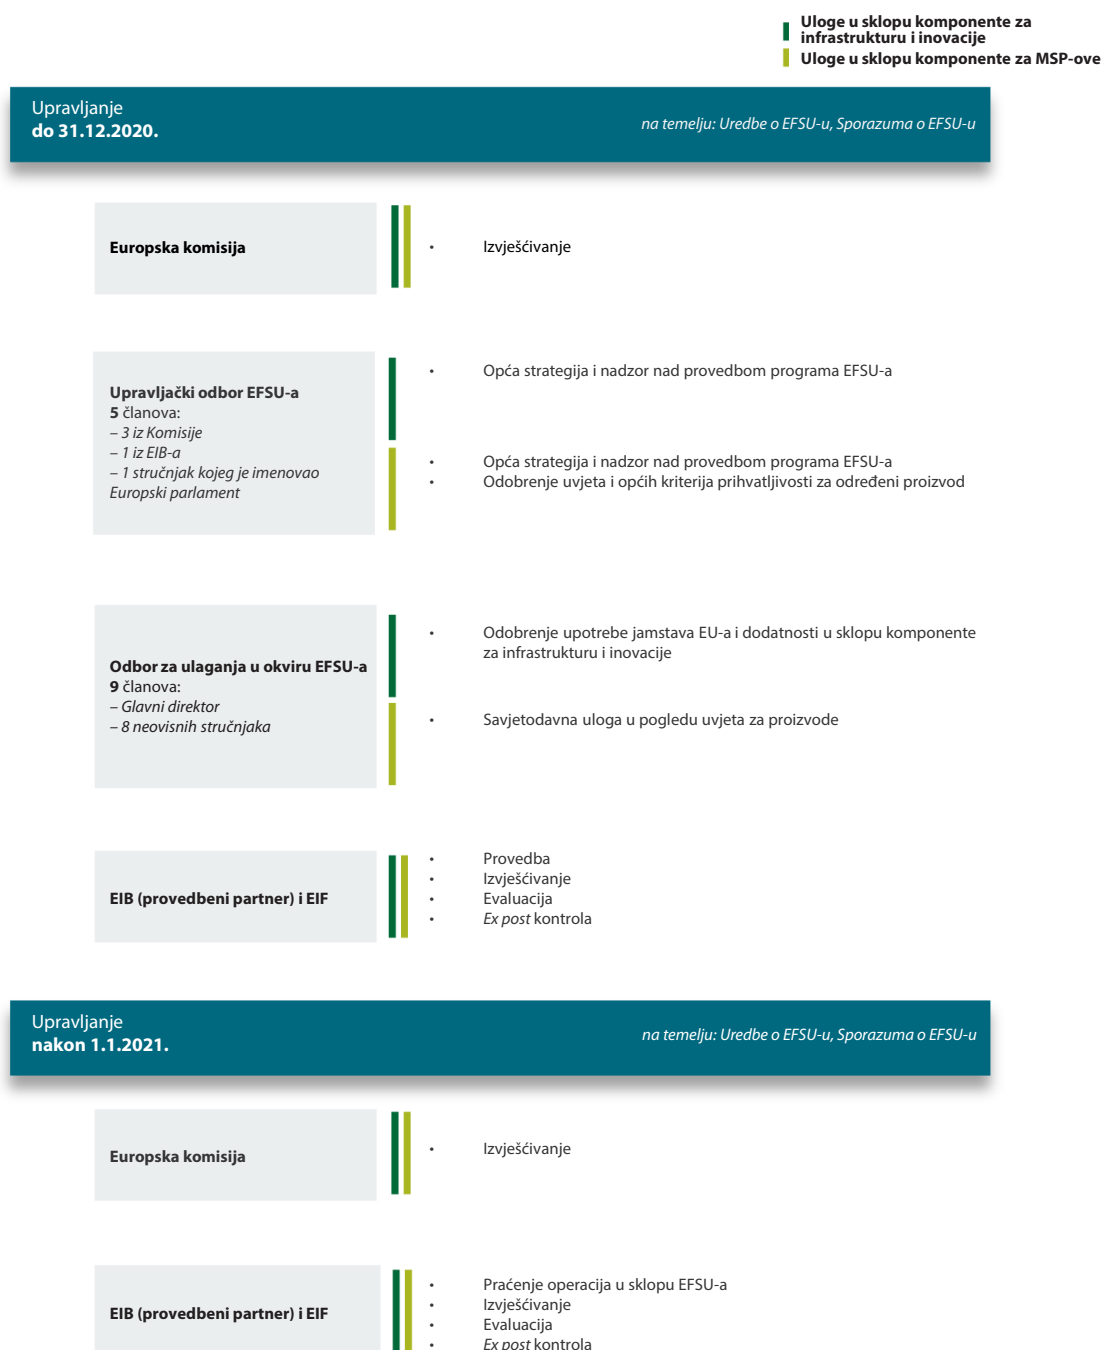 Uloge u sklopu komponente za
infrastrukturu i inovacije
Uloge u sklopu komponente za MSP-ove
Upravljanje
do 31.12.2020.
na temelju: Uredbe o EFSU-u, Sporazuma o EFSU-u
Europska komisija
• Izvješćivanje
Upravljački odbor EFSU-a
5 članova:
– 3 iz Komisije
– 1 iz EIB-a
– 1 stručnjak kojeg je imenovao
Europski parlament
• Opća strategija i nadzor nad provedbom programa EFSU-a
• Opća strategija i nadzor nad provedbom programa EFSU-a
• Odobrenje uvjeta i općih kriterija prihvatljivosti za određeni proizvod
Odbor za ulaganja u okviru EFSU-a
9 članova:
– Glavni direktor
– 8 neovisnih stručnjaka
• Odobrenje upotrebe jamstava EU-a i dodatnosti u sklopu komponente
za infrastrukturu i inovacije
• Savjetodavna uloga u pogledu uvjeta za proizvode
EIB (provedbeni partner) i EIF
• Provedba
• Izvješćivanje
• Evaluacija
• Ex post kontrola
Upravljanje
nakon 1.1.2021.
na temelju: Uredbe o EFSU-u, Sporazuma o EFSU-u
Europska komisija
• Izvješćivanje
EIB (provedbeni partner) i EIF
• Praćenje operacija u sklopu EFSU-a
• Izvješćivanje
• Evaluacija
• Ex post kontrola